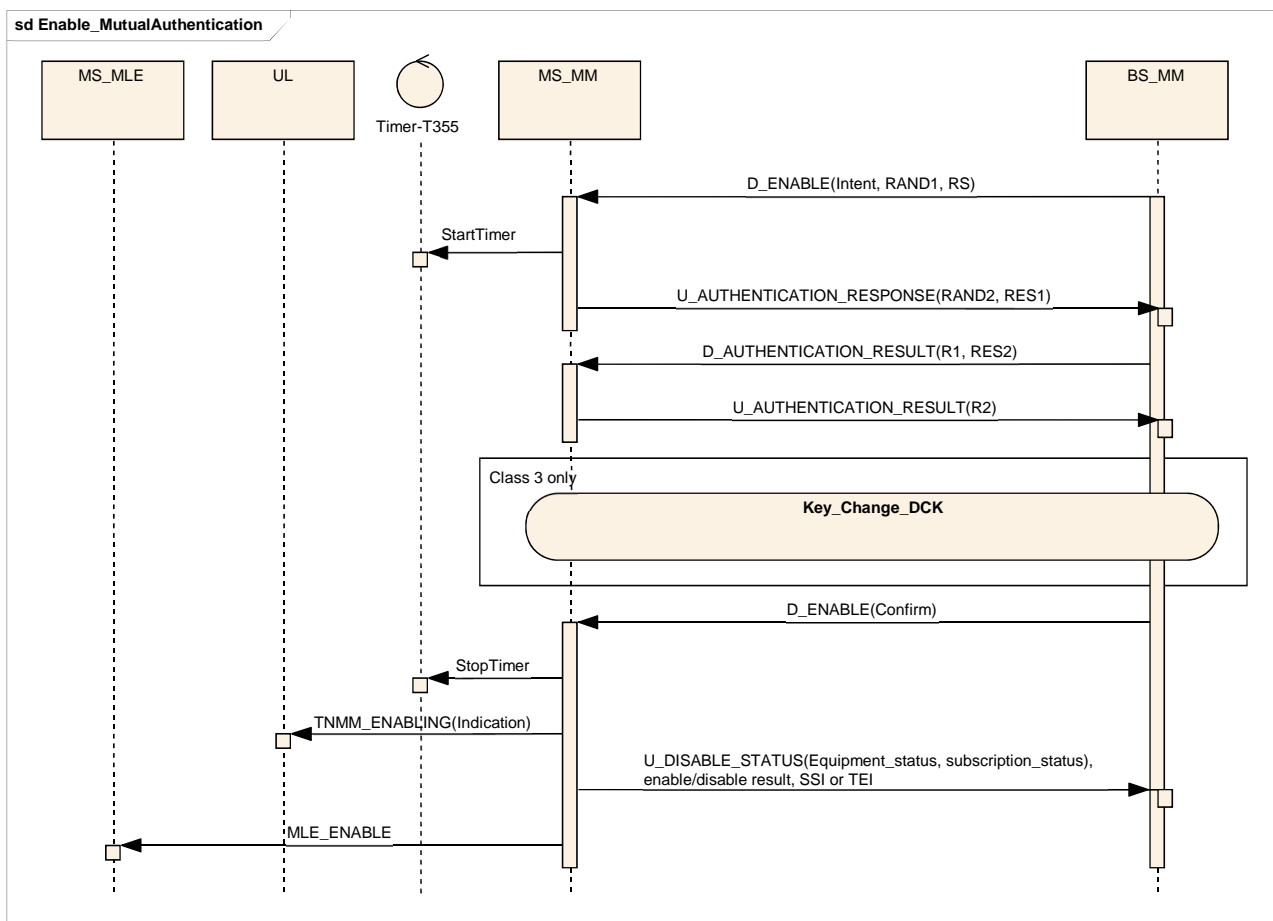 sd Enable_MutualAuthentication
MS_MLE
UL
Timer-T355
MS_MM
BS_MM
D_ENABLE(Intent, RAND1, RS)
StartTimer
U_AUTHENTICATION_RESPONSE(RAND2, RES1)
D_AUTHENTICATION_RESULT(R1, RES2)
U_AUTHENTICATION_RESULT(R2)
Class 3 only
Key_Change_DCK
D_ENABLE(Confirm)
StopTimer
TNMM_ENABLING(Indication)
U_DISABLE_STATUS(Equipment_status, subscription_status),
enable/disable result, SSI or TEI
MLE_ENABLE